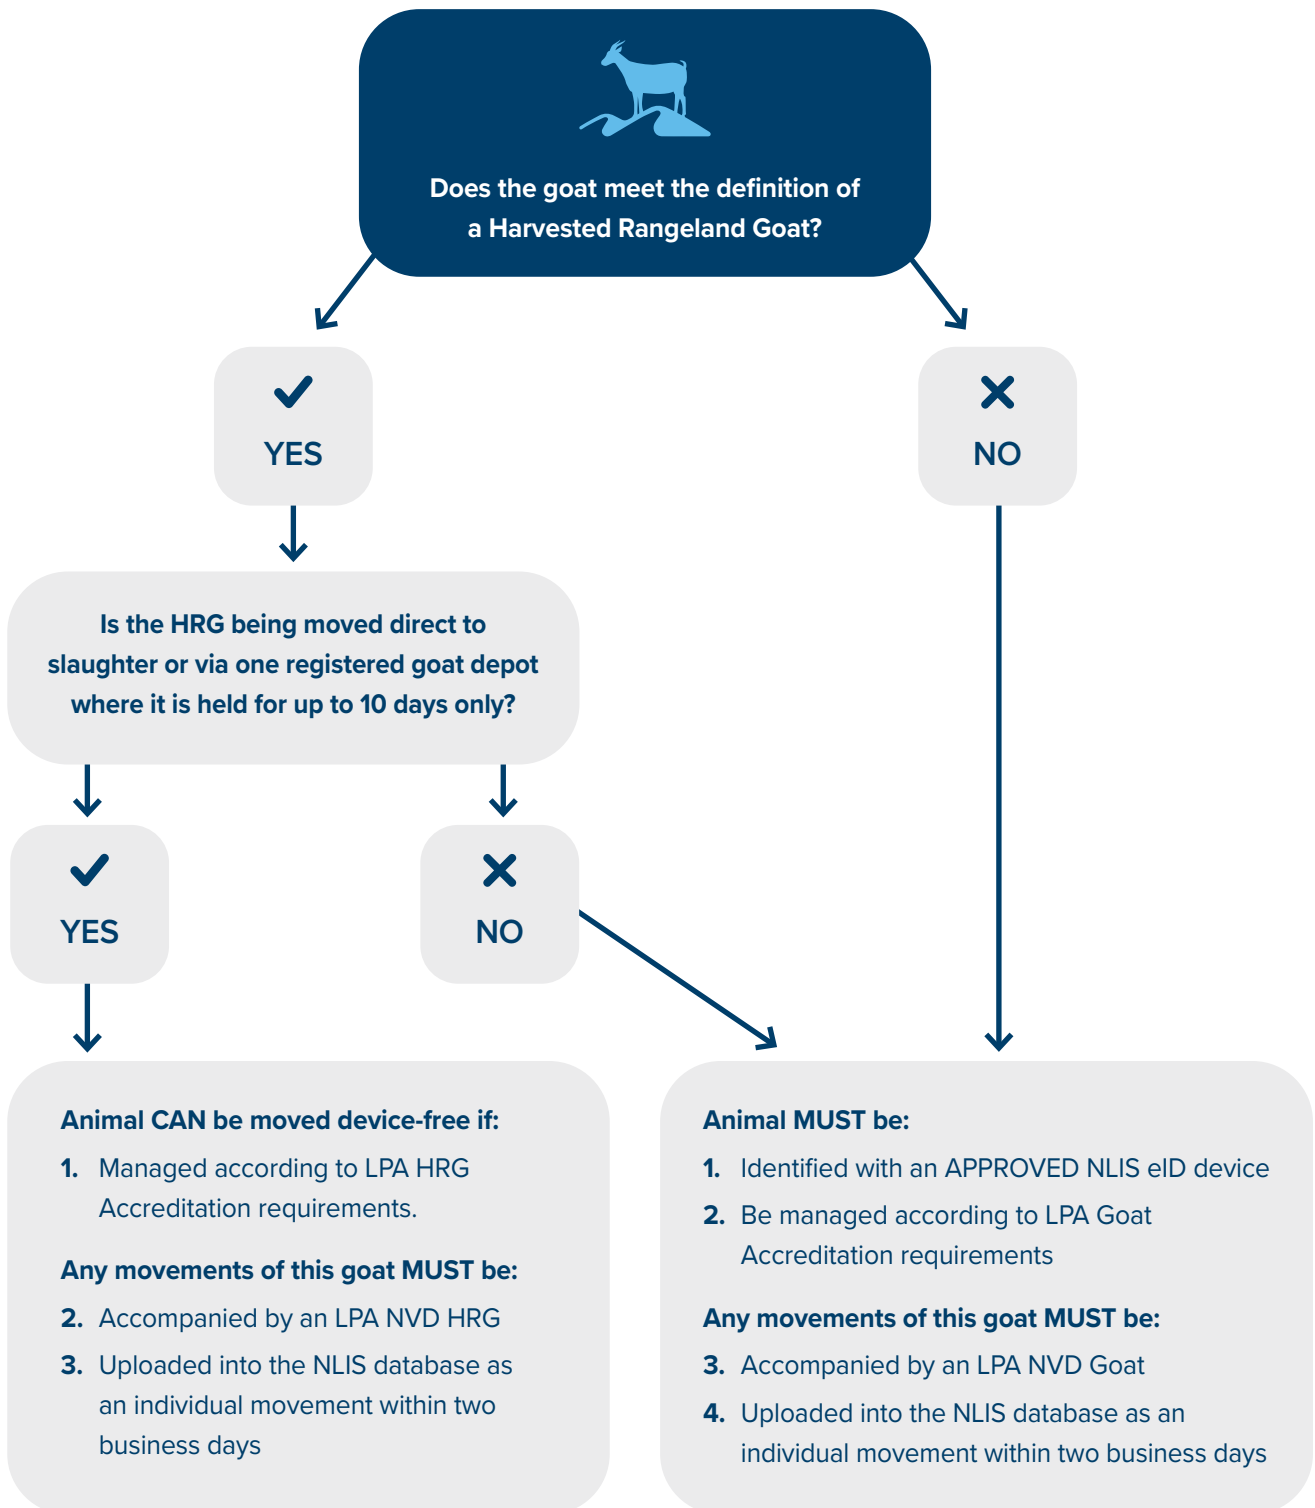 Does the goat meet the definition of
a Harvested Rangeland Goat?
YES
NO
Is the HRG being moved direct to
slaughter or via one registered goat depot
where it is held for up to 10 days only?
YES
NO
Animal CAN be moved device-free if:
1. Managed according to LPA HRG
Accreditation requirements.
Any movements of this goat MUST be:
2. Accompanied by an LPA NVD HRG
3. Uploaded into the NLIS database as
an individual movement within two
business days
Animal MUST be:
1. Identified with an APPROVED NLIS eID device
2. Be managed according to LPA Goat
Accreditation requirements
Any movements of this goat MUST be:
3. Accompanied by an LPA NVD Goat
4. Uploaded into the NLIS database as an
individual movement within two business days